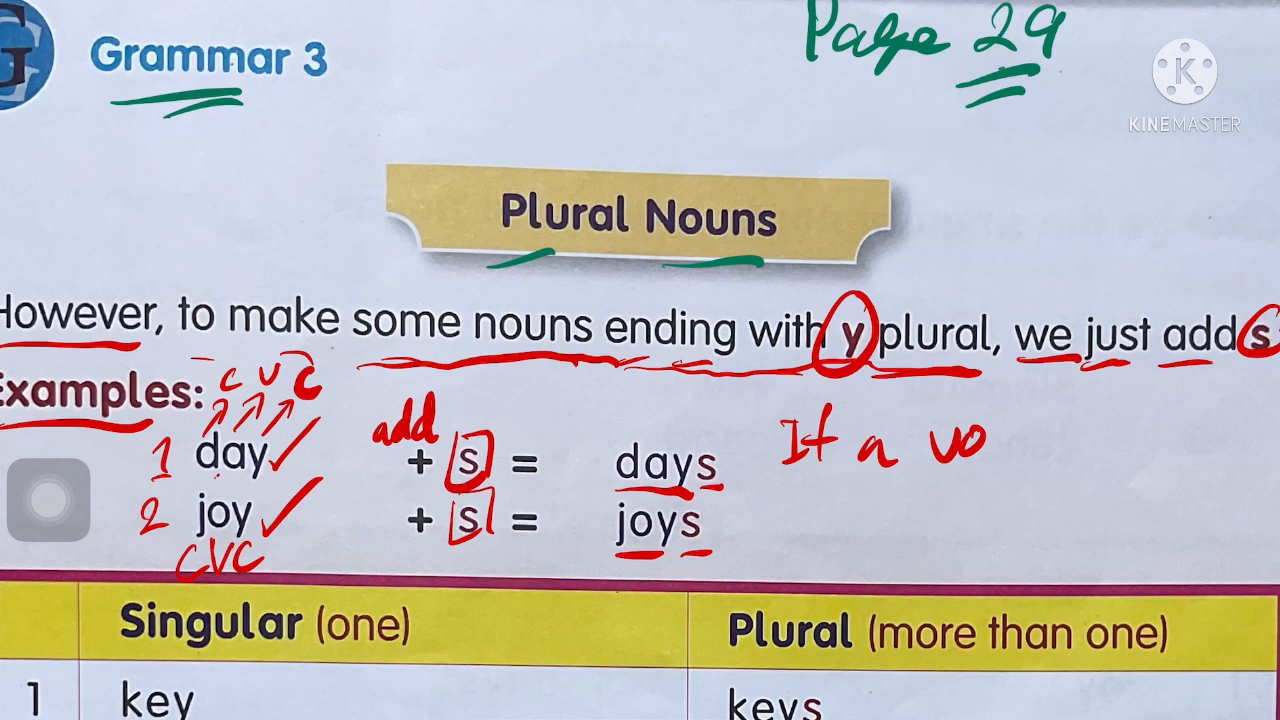 G Grammar 3
Page 29
KINEMASTER
Plural Nouns
However, to make some nouns ending with y plural, we just add s
Examples:
C V C
1 day add + s = days If a vo
2 joy + s = joys
CVC
Singular (one) Plural (more than one)
1 key keys